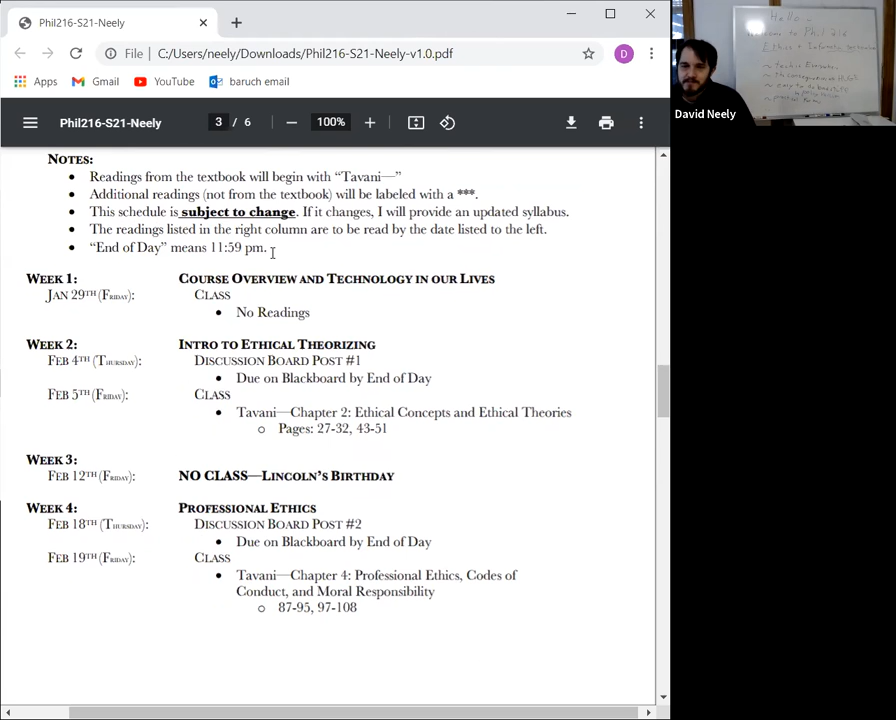 Phil216-S21-Neely
File C:/Users/neely/Downloads/Phil216-S21-Neely-v1.0.pdf D
Apps Gmail YouTube baruch email
Phil216-S21-Neely 3 / 6 100%
NOTES:
• Readings from the textbook will begin with “Tavani—”
• Additional readings (not from the textbook) will be labeled with a ***.
• This schedule is subject to change. If it changes, I will provide an updated syllabus.
• The readings listed in the right column are to be read by the date listed to the left.
• “End of Day” means 11:59 pm.
WEEK 1: COURSE OVERVIEW AND TECHNOLOGY IN OUR LIVES
JAN 29TH (FRIDAY): CLASS
• No Readings
WEEK 2: INTRO TO ETHICAL THEORIZING
FEB 4TH (THURSDAY): DISCUSSION BOARD POST #1
• Due on Blackboard by End of Day
FEB 5TH (FRIDAY): CLASS
• Tavani—Chapter 2: Ethical Concepts and Ethical Theories
o Pages: 27-32, 43-51
WEEK 3
FEB 12TH (FRIDAY): NO CLASS—LINCOLN’S BIRTHDAY
WEEK 4: PROFESSIONAL ETHICS
FEB 18TH (THURSDAY): DISCUSSION BOARD POST #2
• Due on Blackboard by End of Day
FEB 19TH (FRIDAY): CLASS
• Tavani—Chapter 4: Professional Ethics, Codes of
Conduct, and Moral Responsibility
o 87-95, 97-108
Hello
Welcome to Phil 216
Ethics + Information
David Neely